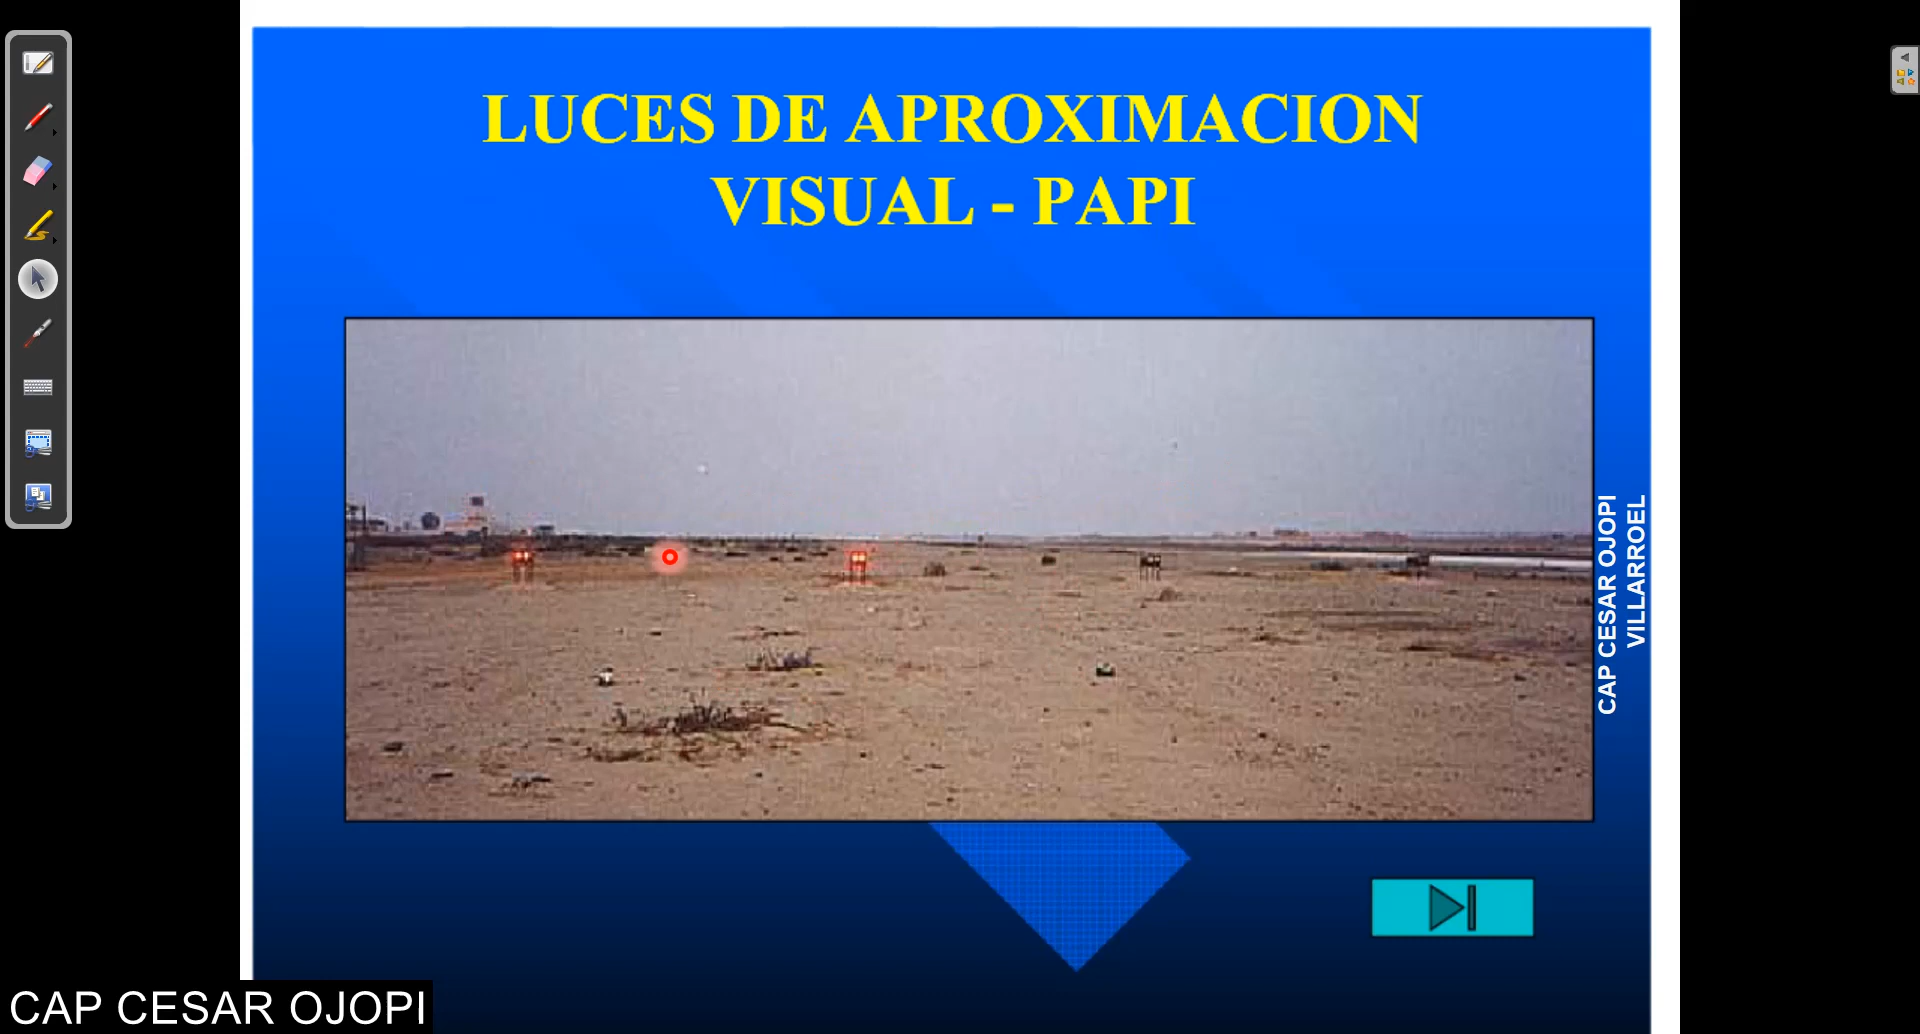 LUCES DE APROXIMACION
VISUAL - PAPI
CAP CESAR OJOPI
VILLARROEL
CAP CESAR OJOPI